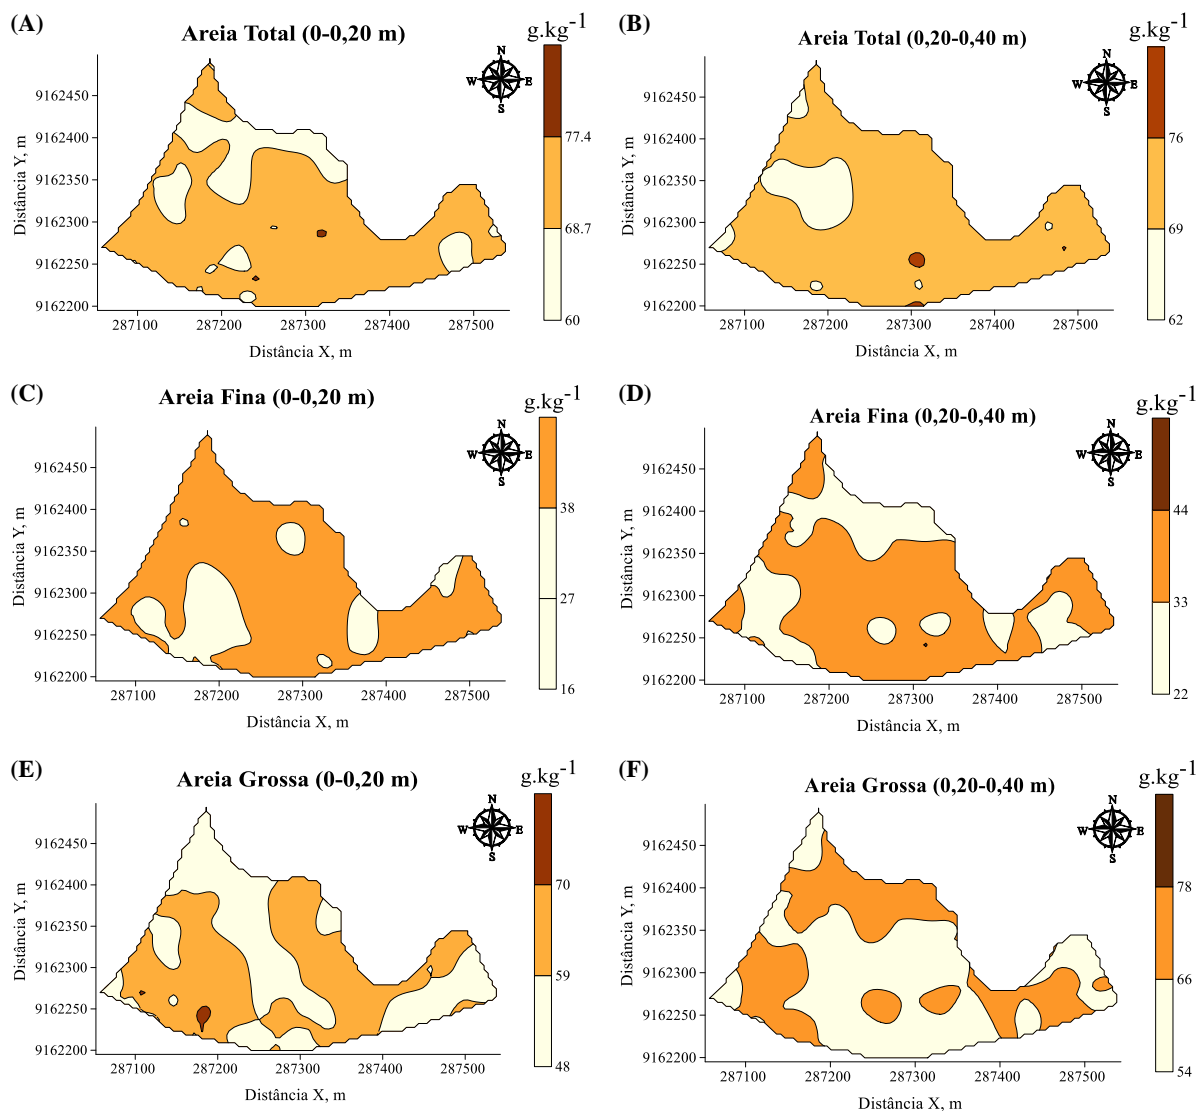 (A)
Areia Total (0-0,20 m)
g.kg-1
N
W E
S
77.4
68.7
60
Distância Y, m
9162450
9162400
9162350
9162300
9162250
9162200
287100 287200 287300 287400 287500
Distância X, m
(B)
Areia Total (0,20-0,40 m)
g.kg-1
N
W E
S
76
69
62
Distância Y, m
9162450
9162400
9162350
9162300
9162250
9162200
287100 287200 287300 287400 287500
Distância X, m
(C)
Areia Fina (0-0,20 m)
g.kg-1
N
W E
S
38
27
16
Distância Y, m
9162450
9162400
9162350
9162300
9162250
9162200
287100 287200 287300 287400 287500
Distância X, m
(D)
Areia Fina (0,20-0,40 m)
g.kg-1
N
W E
S
44
33
22
Distância Y, m
9162450
9162400
9162350
9162300
9162250
9162200
287100 287200 287300 287400 287500
Distância X, m
(E)
Areia Grossa (0-0,20 m)
g.kg-1
N
W E
S
70
59
48
Distância Y, m
9162450
9162400
9162350
9162300
9162250
9162200
287100 287200 287300 287400 287500
Distância X, m
(F)
Areia Grossa (0,20-0,40 m)
g.kg-1
N
W E
S
78
66
54
Distância Y, m
9162450
9162400
9162350
9162300
9162250
9162200
287100 287200 287300 287400 287500
Distância X, m